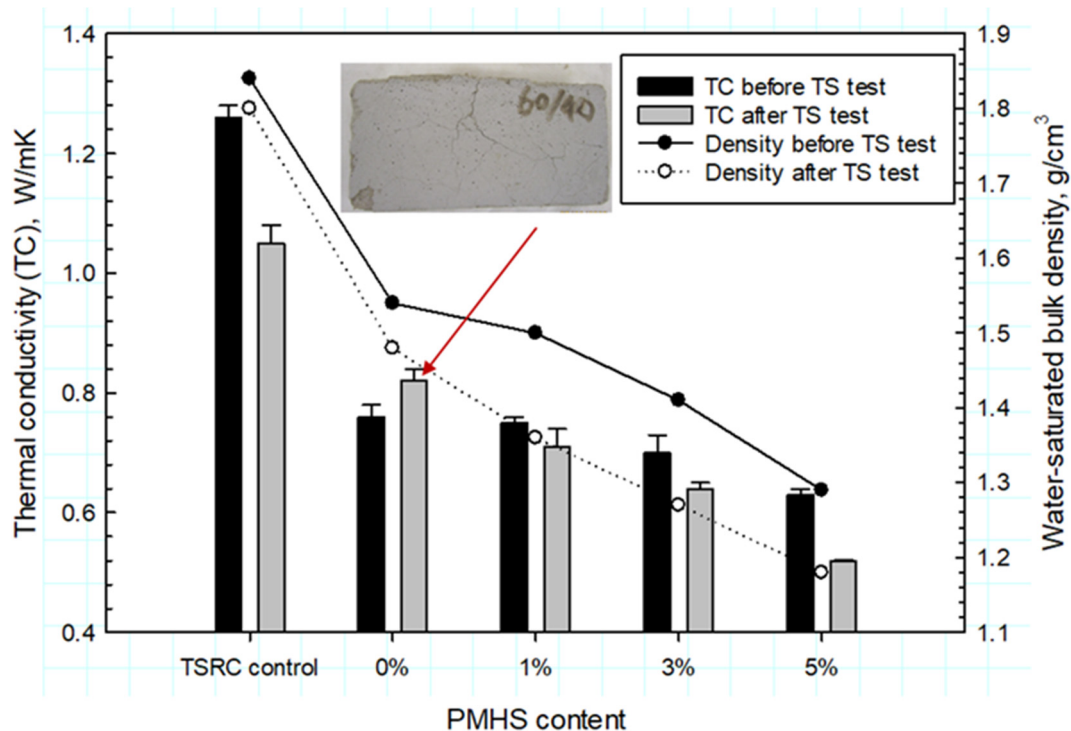 1.4
1.2
1.0
0.8
0.6
0.4
Thermal conductivity (TC), W/mK
60/40
TC before TS test
TC after TS test
Density before TS test
Density after TS test
1.9
1.8
1.7
1.6
1.5
1.4
1.3
1.2
1.1
Water-saturated bulk density, g/cm³
TSRC control 0% 1% 3% 5%
PMHS content